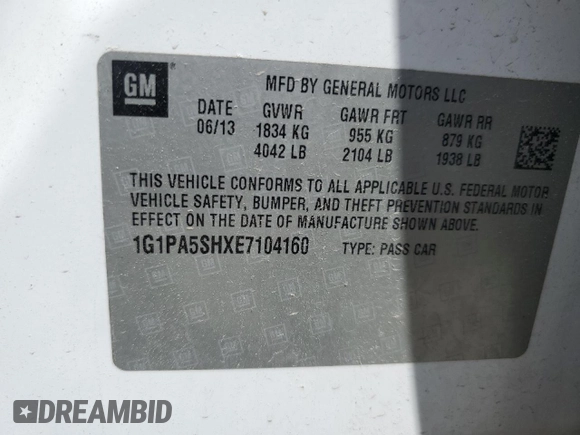 GM
MFD BY GENERAL MOTORS LLC
DATE GVWR GAWR FRT GAWR RR
06/13 1834 KG 955 KG 879 KG
4042 LB 2104 LB 1938 LB
THIS VEHICLE CONFORMS TO ALL APPLICABLE U.S. FEDERAL MOTOR
VEHICLE SAFETY, BUMPER, AND THEFT PREVENTION STANDARDS IN
EFFECT ON THE DATE OF MANUFACTURE SHOWN ABOVE.
1G1PA5SHXE7104160 TYPE: PASS CAR
DREAMBID